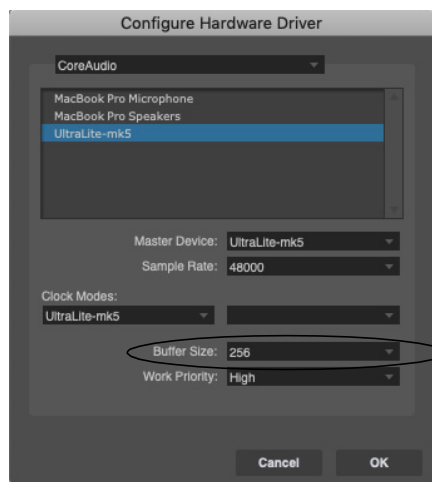 Configure Hardware Driver
CoreAudio
MacBook Pro Microphone
MacBook Pro Speakers
UltraLite-mk5
Master Device: UltraLite-mk5
Sample Rate: 48000
Clock Modes:
UltraLite-mk5
Buffer Size: 256
Work Priority: High
Cancel OK